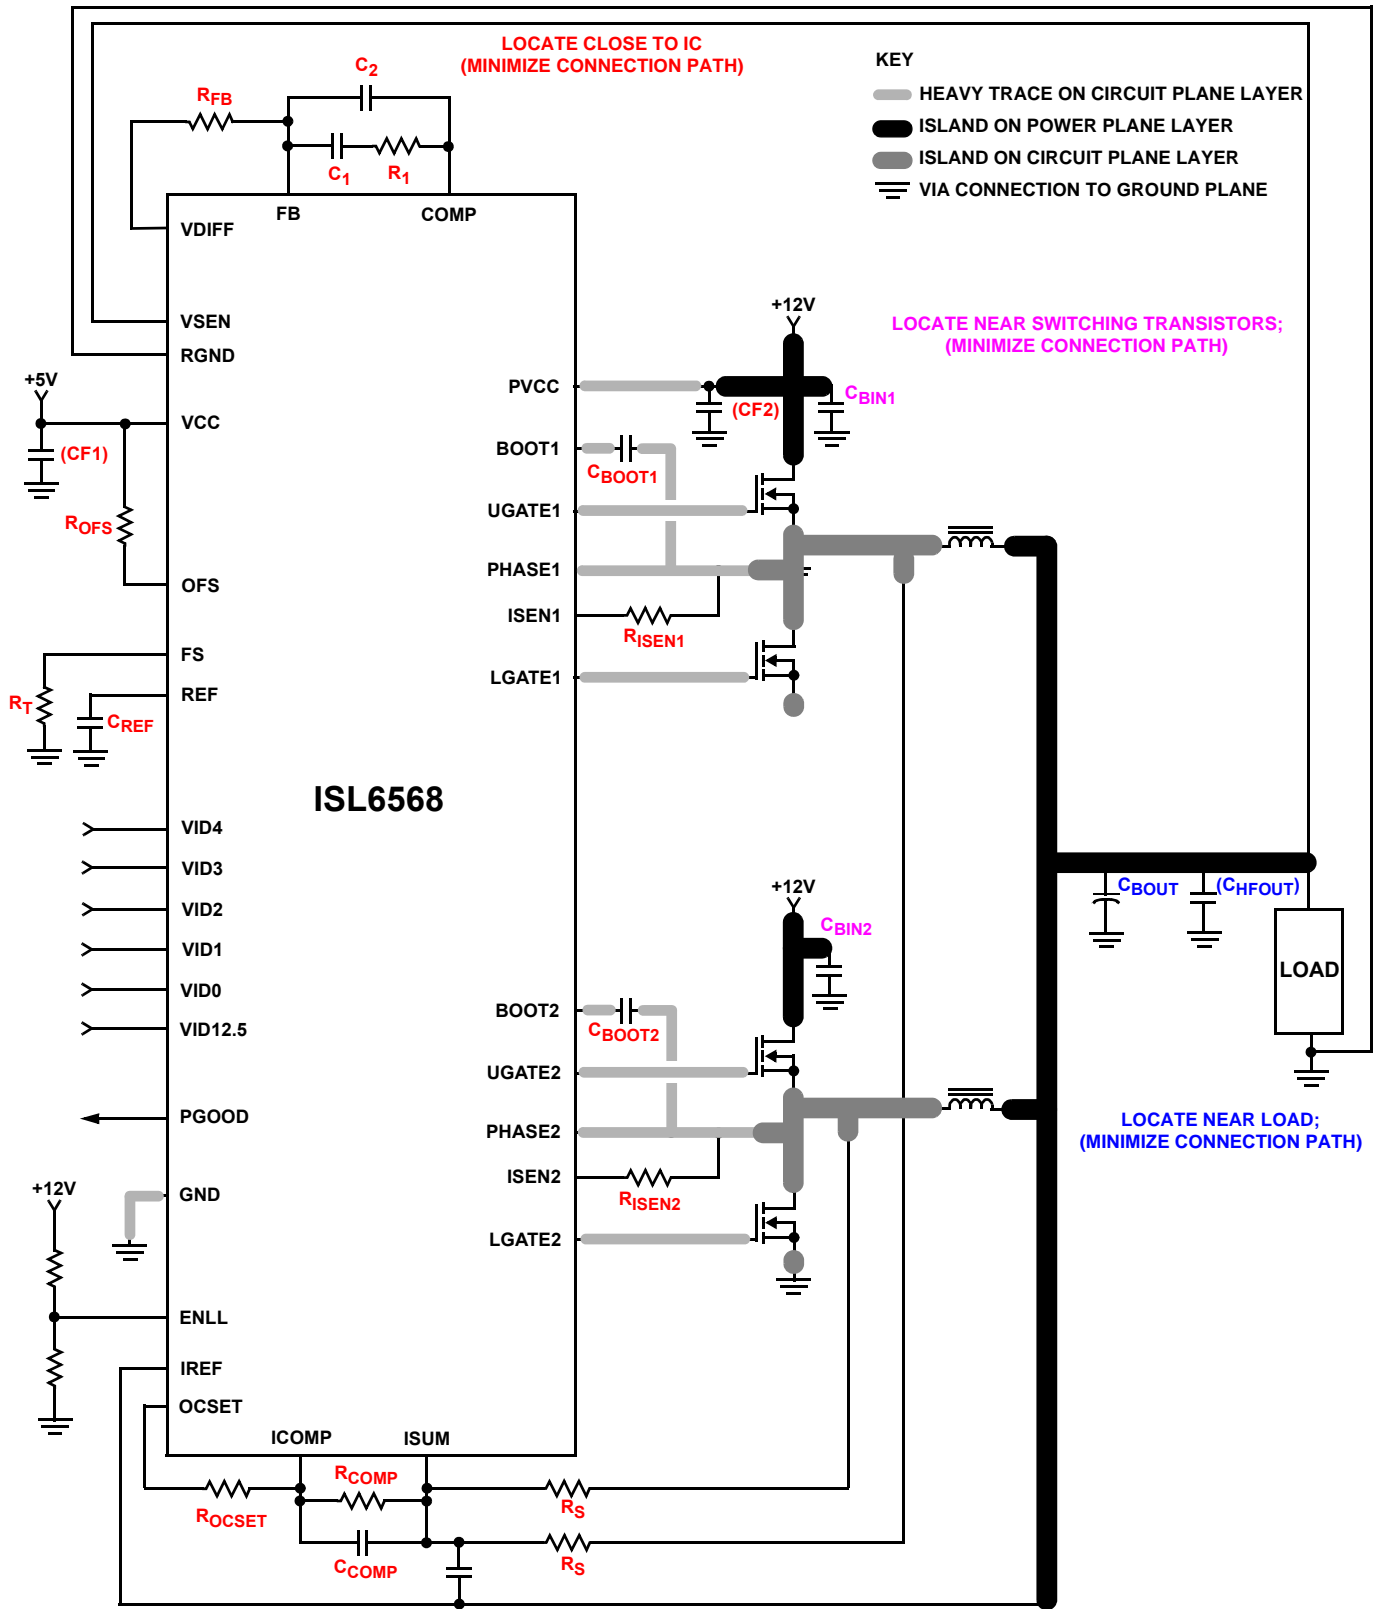 LOCATE CLOSE TO IC
(MINIMIZE CONNECTION PATH)
KEY
HEAVY TRACE ON CIRCUIT PLANE LAYER
ISLAND ON POWER PLANE LAYER
ISLAND ON CIRCUIT PLANE LAYER
VIA CONNECTION TO GROUND PLANE
C2
RFB
C1
R1
FB
COMP
VDIFF
VSEN
RGND
+5V
VCC
(CF1)
ROFS
OFS
FS
REF
RT
CREF
ISL6568
VID4
VID3
VID2
VID1
VID0
VID12.5
PGOOD
+12V
GND
ENLL
IREF
OCSET
ICOMP
ISUM
ROCSET
RCOMP
CCOMP
RS
RS
+12V
LOCATE NEAR SWITCHING TRANSISTORS;
(MINIMIZE CONNECTION PATH)
PVCC
(CF2)
CBIN1
BOOT1
CBOOT1
UGATE1
PHASE1
ISEN1
RISEN1
LGATE1
+12V
CBIN2
BOOT2
CBOOT2
UGATE2
PHASE2
ISEN2
RISEN2
LGATE2
CBOUT
(CHFOUT)
LOAD
LOCATE NEAR LOAD;
(MINIMIZE CONNECTION PATH)